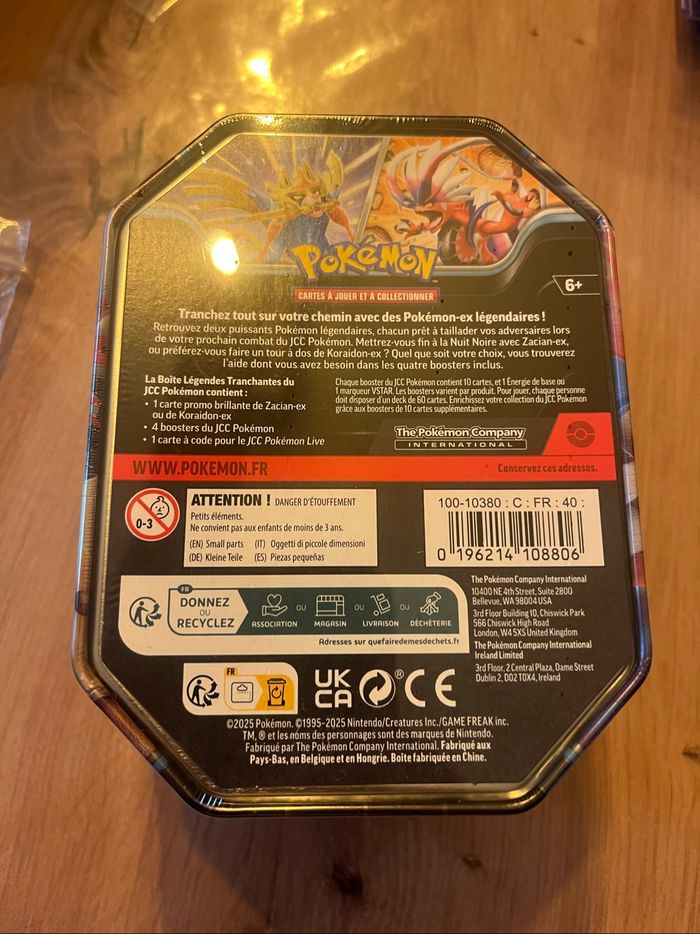 POKéMON
CARTES À JOUER ET À COLLECTIONNER
6+
Tranchez tout sur votre chemin avec des Pokémon-ex légendaires !
Retrouvez deux puissants Pokémon légendaires, chacun prêt à taillader vos adversaires lors
de votre prochain combat du JCC Pokémon. Mettrez-vous fin à la Nuit Noire avec Zacian-ex,
ou préférez-vous faire un tour à dos de Koraidon-ex ? Quel que soit votre choix, vous trouverez
l'aide dont vous avez besoin dans les quatre boosters inclus.
La Boîte Légendes Tranchantes du
JCC Pokémon contient :
• 1 carte promo brillante de Zacian-ex
ou de Koraidon-ex
• 4 boosters du JCC Pokémon
• 1 carte à code pour le JCC Pokémon Live
Chaque booster du JCC Pokémon contient 10 cartes, et 1 Énergie de base ou
1 marqueur VSTAR. Les boosters varient par produit. Pour jouer, chaque personne
doit disposer d'un deck de 60 cartes. Enrichissez votre collection du JCC Pokémon
grâce aux boosters de 10 cartes supplémentaires.
The Pokémon Company
INTERNATIONAL
WWW.POKEMON.FR
Conservez ces adresses.
0-3
ATTENTION ! DANGER D'ÉTOUFFEMENT
Petits éléments.
Ne convient pas aux enfants de moins de 3 ans.
(EN) Small parts (IT) Oggetti di piccole dimensioni
(DE) Kleine Teile (ES) Piezas pequeñas
100-10380 : C : FR : 40 :
0 196214 108806
FR
DONNEZ
OU
RECYCLEZ
ASSOCIATION
OU
MAGASIN
OU
LIVRAISON
OU
DÉCHÈTERIE
Adresses sur quefairedemesdechets.fr
The Pokémon Company International
10400 NE 4th Street, Suite 2800
Bellevue, WA 98004 USA
3rd Floor Building 10, Chiswick Park
566 Chiswick High Road
London, W4 5XS United Kingdom
The Pokémon Company International
Ireland Limited
3rd Floor, 2 Central Plaza, Dame Street
Dublin 2, D02 T0X4, Ireland
FR
UK
CA
®
CE
©2025 Pokémon. ©1995-2025 Nintendo/Creatures Inc./GAME FREAK inc.
TM, ® et les noms des personnages sont des marques de Nintendo.
Fabriqué par The Pokémon Company International. Fabriqué aux
Pays-Bas, en Belgique et en Hongrie. Boîte fabriquée en Chine.